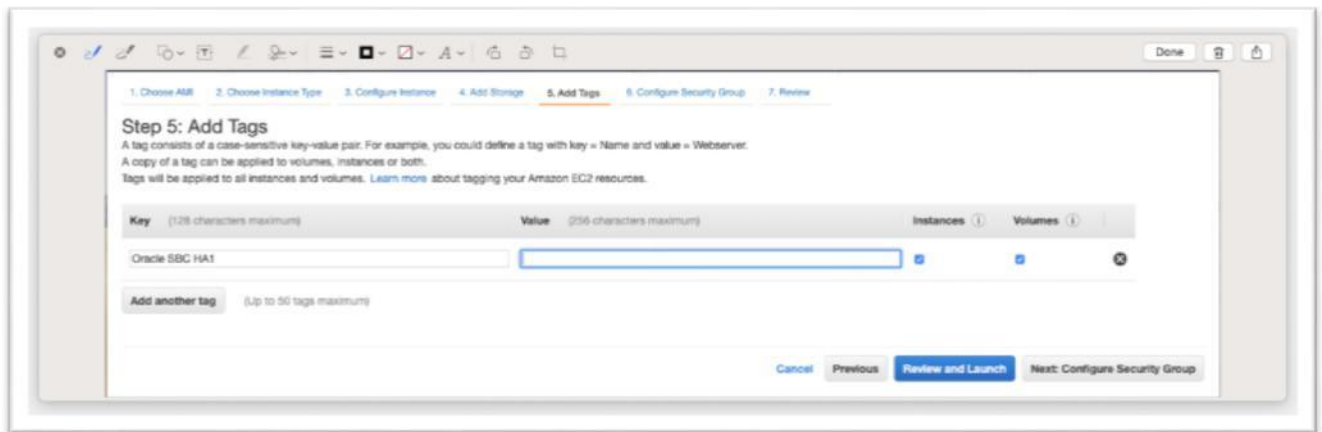 Done
1. Choose AMI 2. Choose Instance Type 3. Configure Instance 4. Add Storage 5. Add Tags 6. Configure Security Group 7. Review
Step 5: Add Tags
A tag consists of a case-sensitive key-value pair. For example, you could define a tag with key = Name and value = Webserver.
A copy of a tag can be applied to volumes, instances or both.
Tags will be applied to all instances and volumes. Learn more about tagging your Amazon EC2 resources.
Key (128 characters maximum) Value (256 characters maximum) Instances Volumes
Oracle SBC HA1
Add another tag (Up to 50 tags maximum)
Cancel Previous Review and Launch Next: Configure Security Group